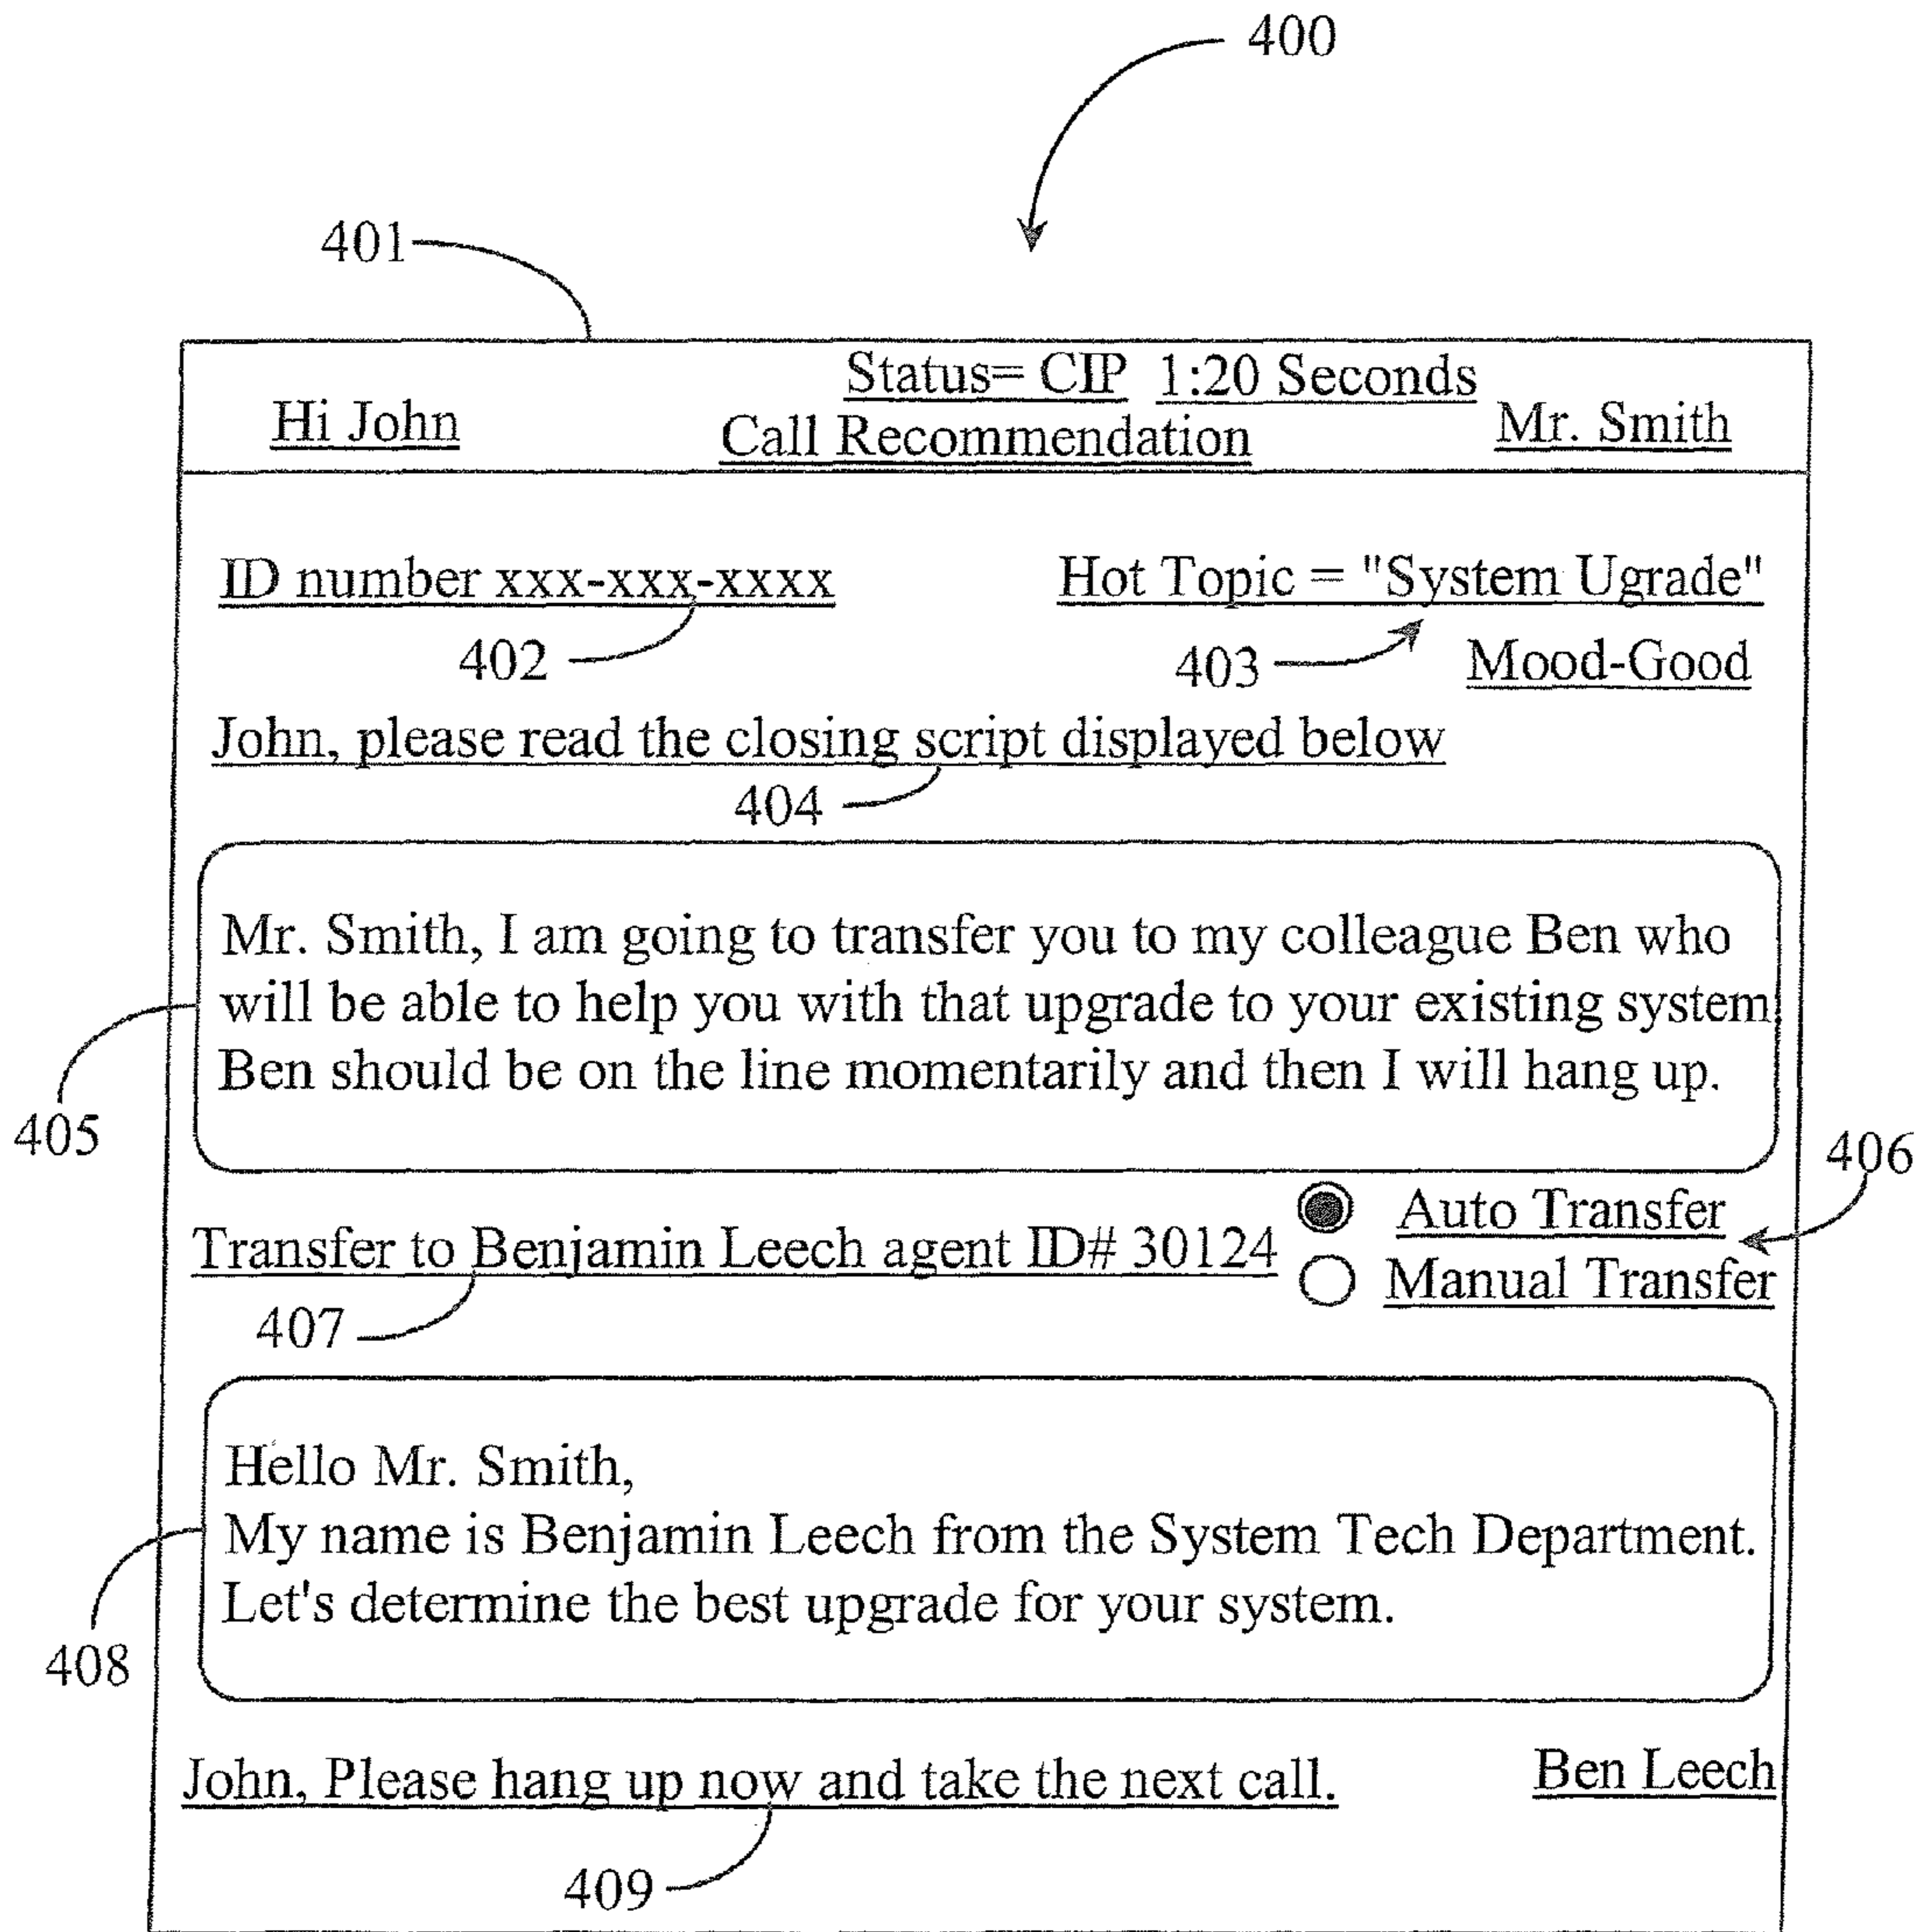 400
401
Status= CIP 1:20 Seconds
Hi John Call Recommendation Mr. Smith
ID number xxx-xxx-xxxx Hot Topic = "System Ugrade"
402 403 Mood-Good
John, please read the closing script displayed below
404
Mr. Smith, I am going to transfer you to my colleague Ben who
will be able to help you with that upgrade to your existing system
Ben should be on the line momentarily and then I will hang up.
405
406
Auto Transfer
Transfer to Benjamin Leech agent ID# 30124
Manual Transfer
407
Hello Mr. Smith,
My name is Benjamin Leech from the System Tech Department.
Let's determine the best upgrade for your system.
408
John, Please hang up now and take the next call. Ben Leech
409